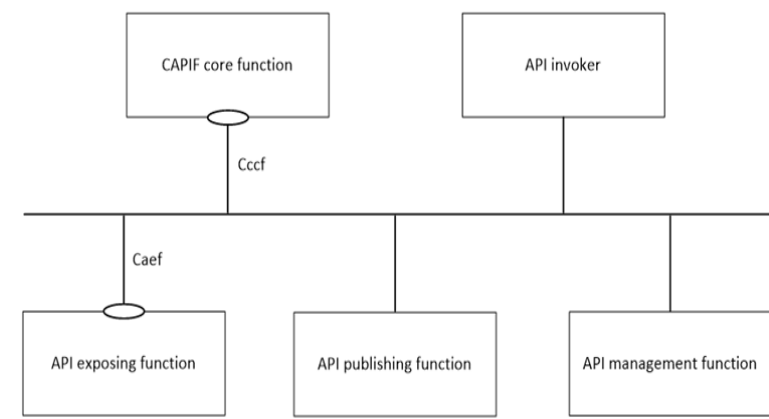 CAPIF core function
API invoker
Cccf
Caef
API exposing function
API publishing function
API management function